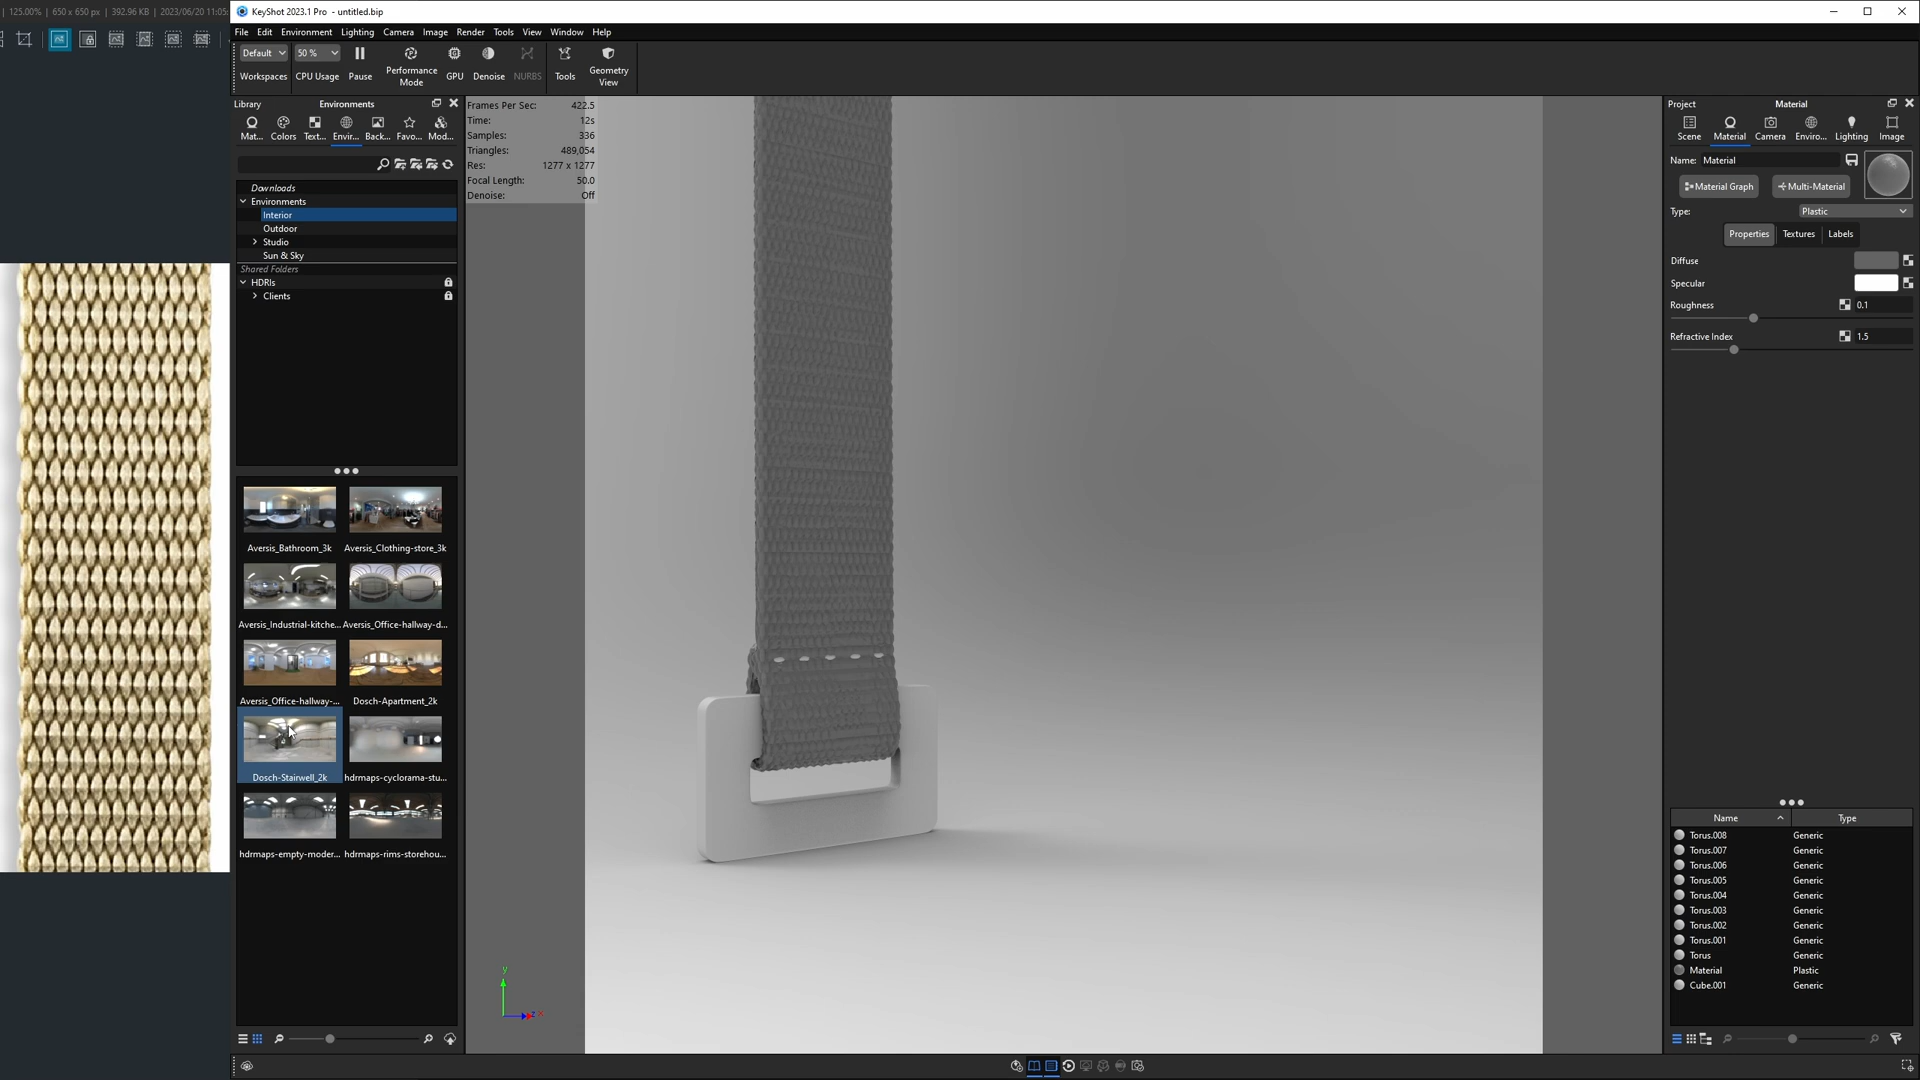 | 125.00% | 650 x 650 px | 392.96 KB | 2023/06/20 11:05:
KeyShot 2023.1 Pro - untitled.bip
File Edit Environment Lighting Camera Image Render Tools View Window Help
Default 50 %
Workspaces CPU Usage Pause Performance Mode GPU Denoise NURBS Tools Geometry View
Library Environments
Mat... Colors Text... Envir... Back... Favo... Mod...
Downloads
Environments
Interior
Outdoor
Studio
Sun & Sky
Shared Folders
HDRIs
Clients
Aversis_Bathroom_3k Aversis_Clothing-store_3k
Aversis_Industrial-kitche... Aversis_Office-hallway-d...
Aversis_Office-hallway-... Dosch-Apartment_2k
Dosch-Stairwell_2k hdrmaps-cyclorama-stu...
hdrmaps-empty-moder... hdrmaps-rims-storehou...
Frames Per Sec: 422.5
Time: 12s
Samples: 336
Triangles: 489,054
Res: 1277 x 1277
Focal Length: 50.0
Denoise: Off
y
z x
Project Material
Scene Material Camera Enviro... Lighting Image
Name: Material
Material Graph Multi-Material
Type: Plastic
Properties Textures Labels
Diffuse
Specular
Roughness 0.1
Refractive Index 1.5
Name Type
Torus.008 Generic
Torus.007 Generic
Torus.006 Generic
Torus.005 Generic
Torus.004 Generic
Torus.003 Generic
Torus.002 Generic
Torus.001 Generic
Torus Generic
Material Plastic
Cube.001 Generic